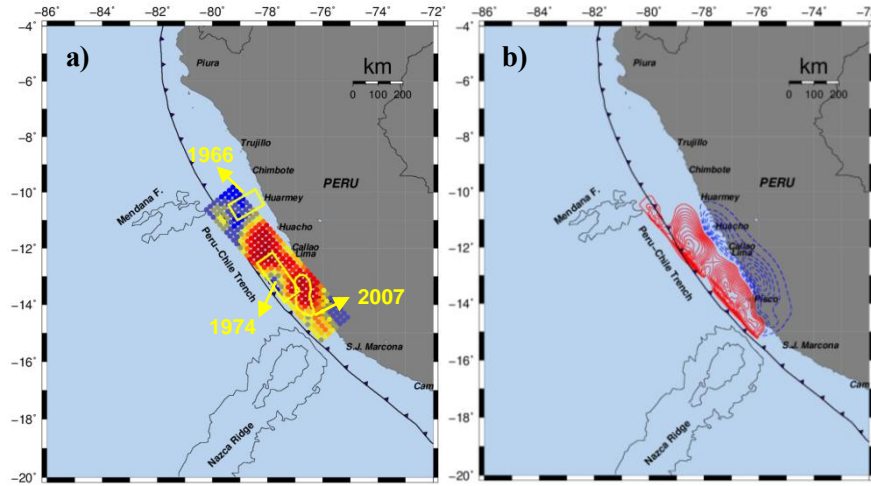 −86° −84° −82° −80° −78° −76° −74° −72°
−4°
−6°
−8°
−10°
−12°
−14°
−16°
−18°
−20°
a)
km
0 100 200
Piura
Trujillo
Chimbote
PERU
1966
Huarmey
Mendana F.
Huacho
Callao
Lima
Peru−Chile Trench
2007
1974
S.J. Marcona
Nazca Ridge
Cam
−86° −84° −82° −80° −78° −76° −74° −72
−4°
−6°
−8°
−10°
−12°
−14°
−16°
−18°
−20°
b)
km
0 100 200
Piura
Trujillo
Chimbote
PERU
Huarmey
Mendana F.
Huacho
Callao
Lima
Peru−Chile Trench
Pisco
S.J. Marcona
Nazca Ridge
Cam